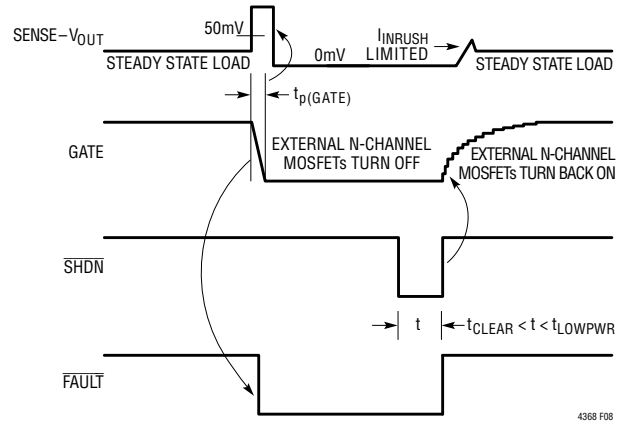 SENSE–VOUT
50mV
0mV
IINRUSH
LIMITED
STEADY STATE LOAD
STEADY STATE LOAD
tp(GATE)
GATE
EXTERNAL N-CHANNEL
MOSFETs TURN OFF
EXTERNAL N-CHANNEL
MOSFETs TURN BACK ON
SHDN
t
tCLEAR < t < tLOWPWR
FAULT
4368 F08